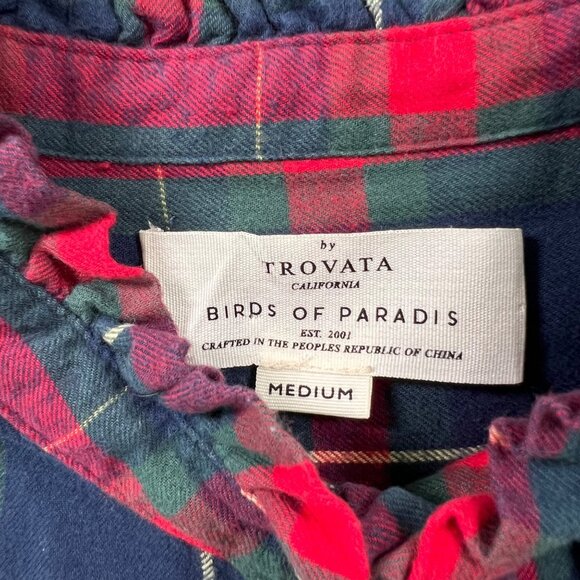 by
TROVATA
CALIFORNIA
BIRDS OF PARADIS
EST. 2001
CRAFTED IN THE PEOPLES REPUBLIC OF CHINA
MEDIUM